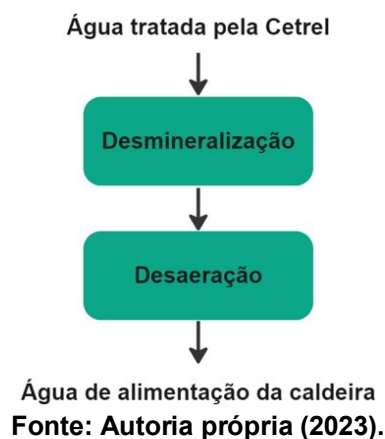 Água tratada pela Cetrel
Desmineralização
Desaeração
Água de alimentação da caldeira
Fonte: Autoria própria (2023).